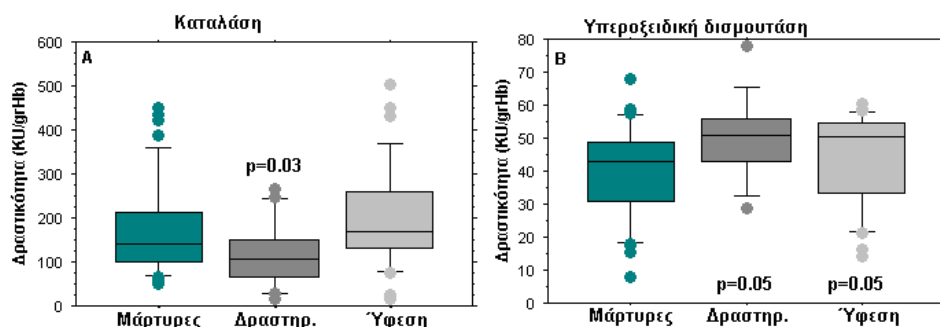 Καταλάση
Δραστικότητα (KU/grHb)
600
500
400
300
200
100
0
A
p=0.03
Μάρτυρες
Δραστηρ.
Ύφεση
Υπεροξειδική δισμουτάση
Δραστικότητα (KU/grHb)
80
70
60
50
40
30
20
10
0
B
p=0.05
p=0.05
Μάρτυρες
Δραστηρ.
Ύφεση